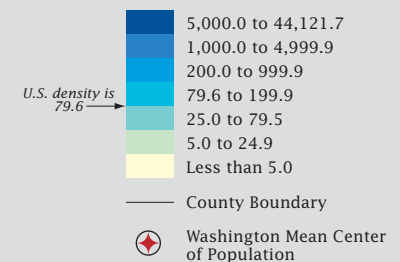 5,000.0 to 44,121.7
1,000.0 to 4,999.9
200.0 to 999.9
79.6 to 199.9
U.S. density is
79.6
25.0 to 79.5
5.0 to 24.9
Less than 5.0
County Boundary
Washington Mean Center
of Population